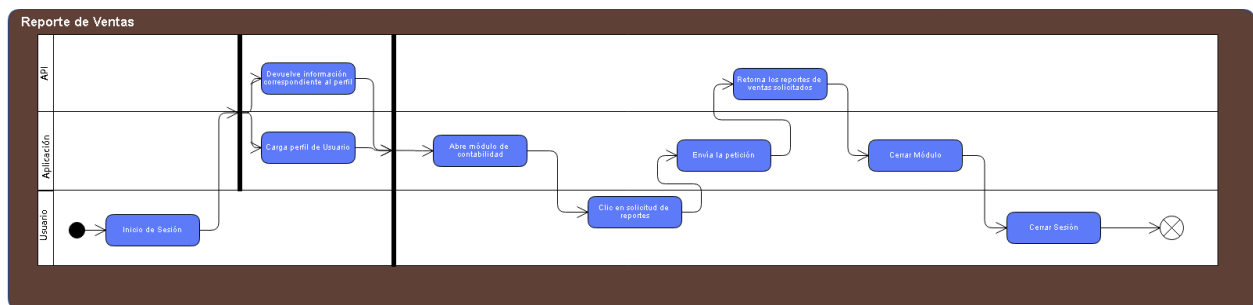 Reporte de Ventas
API
Devuelve información
correspondiente al perfil
Retorna los reportes de
ventas solicitados
Aplicación
Carga perfil de Usuario
Abre módulo de
contabilidad
Envía la petición
Cerrar Módulo
Usuario
Inicio de Sesión
Clic en solicitud de
reportes
Cerrar Sesión